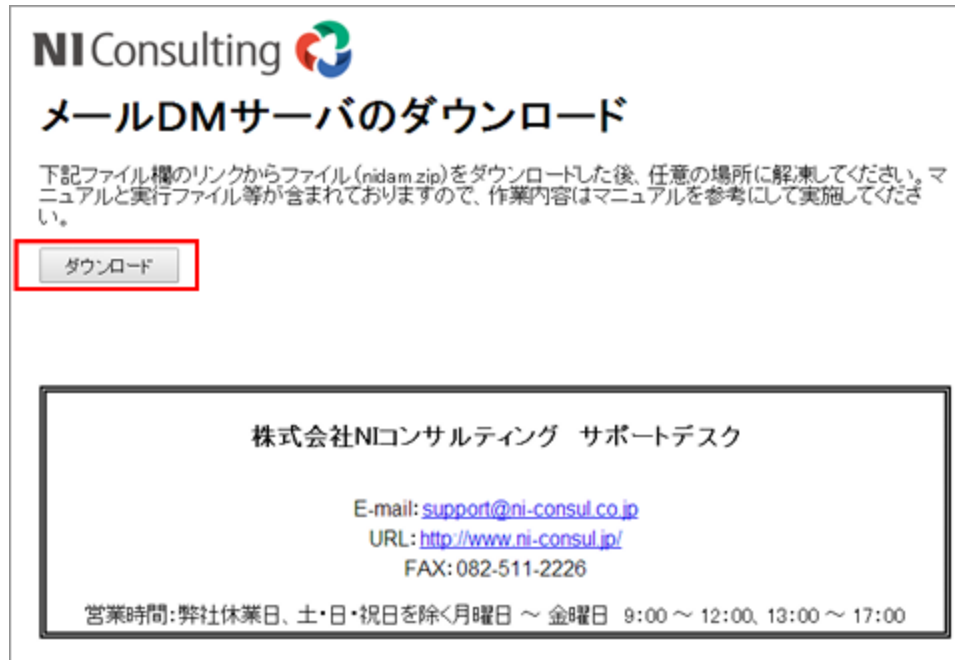 NI Consulting
メールDMサーバのダウンロード
下記ファイル欄のリンクからファイル(nidam.zip)をダウンロードした後、任意の場所に解凍してください。マ
ニュアルと実行ファイル等が含まれておりますので、作業内容はマニュアルを参考にして実施してくださ
い。
ダウンロード
株式会社NIコンサルティング サポートデスク
E-mail:support@ni-consul.co.jp
URL:http://www.ni-consul.jp/
FAX:082-511-2226
営業時間:弊社休業日、土・日・祝日を除く月曜日 ~ 金曜日 9:00 ~ 12:00、13:00 ~ 17:00